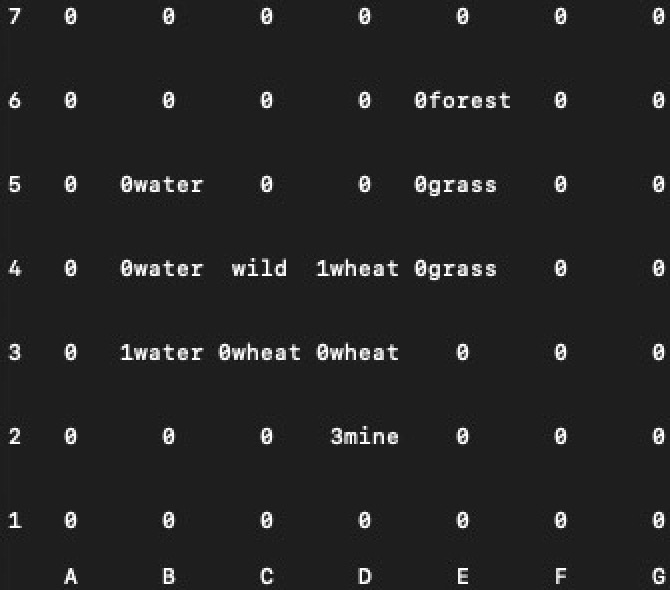 7 0 0 0 0 0 0 0
6 0 0 0 0 0forest 0 0
5 0 0water 0 0 0grass 0 0
4 0 0water wild 1wheat 0grass 0 0
3 0 1water 0wheat 0wheat 0 0 0
2 0 0 0 3mine 0 0 0
1 0 0 0 0 0 0 0
A B C D E F G